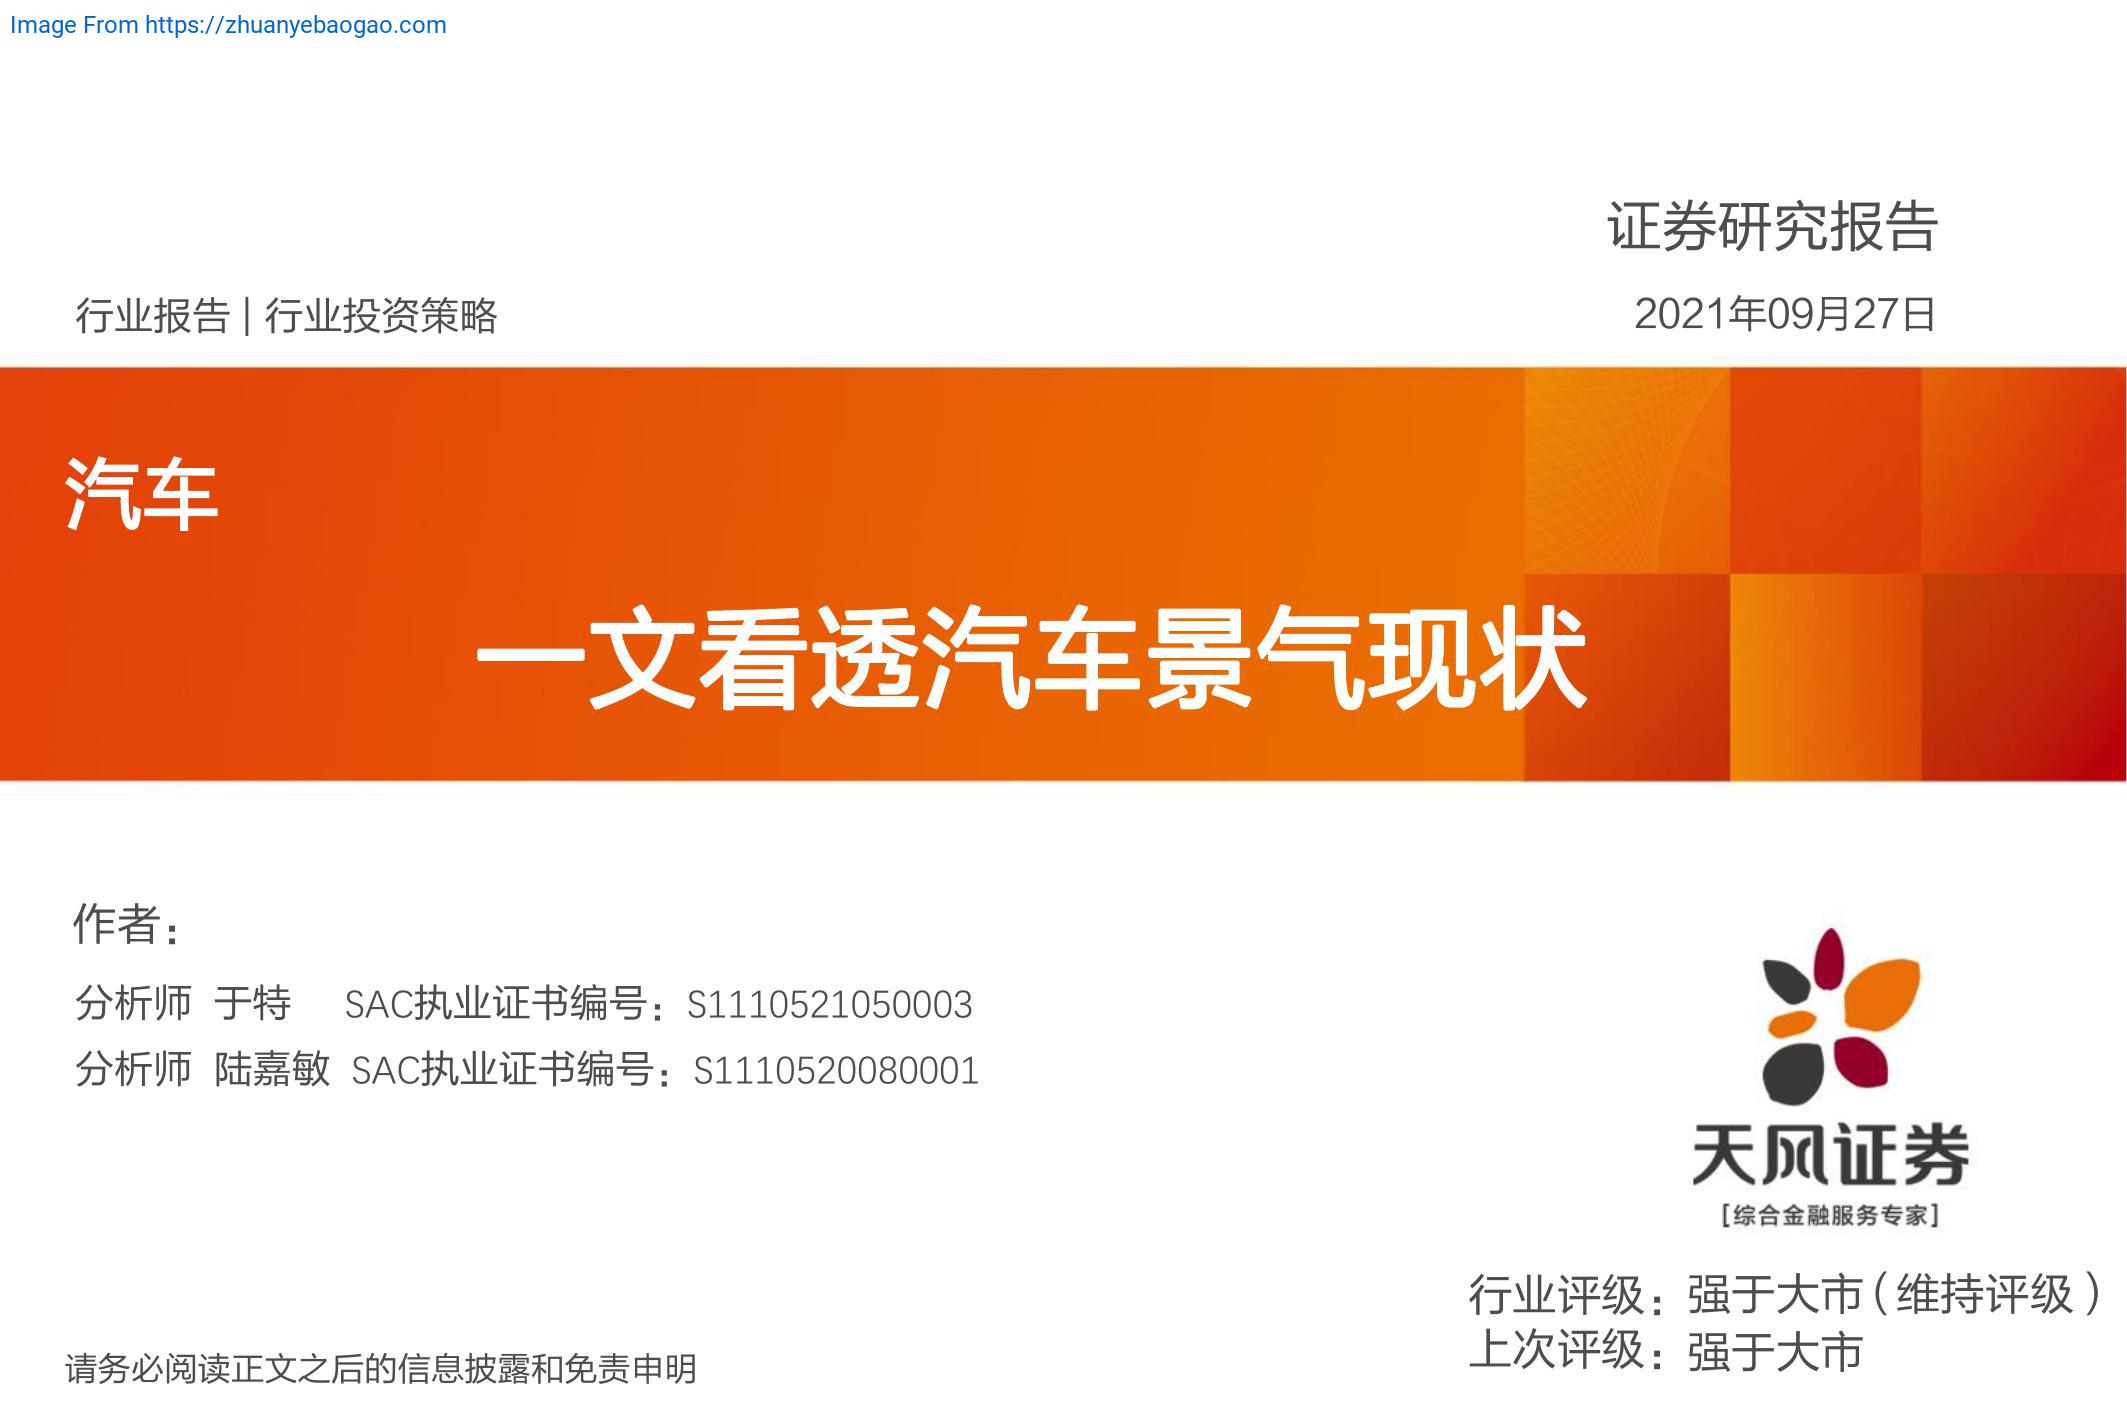 Image From https://zhuanyebaogao.com
证券研究报告
行业报告 | 行业投资策略
2021年09月27日
汽车
一文看透汽车景气现状
作者：
分析师 于特 SAC执业证书编号：S1110521050003
分析师 陆嘉敏 SAC执业证书编号：S1110520080001
天风证券
[综合金融服务专家]
行业评级：强于大市（维持评级）
上次评级：强于大市
请务必阅读正文之后的信息披露和免责申明